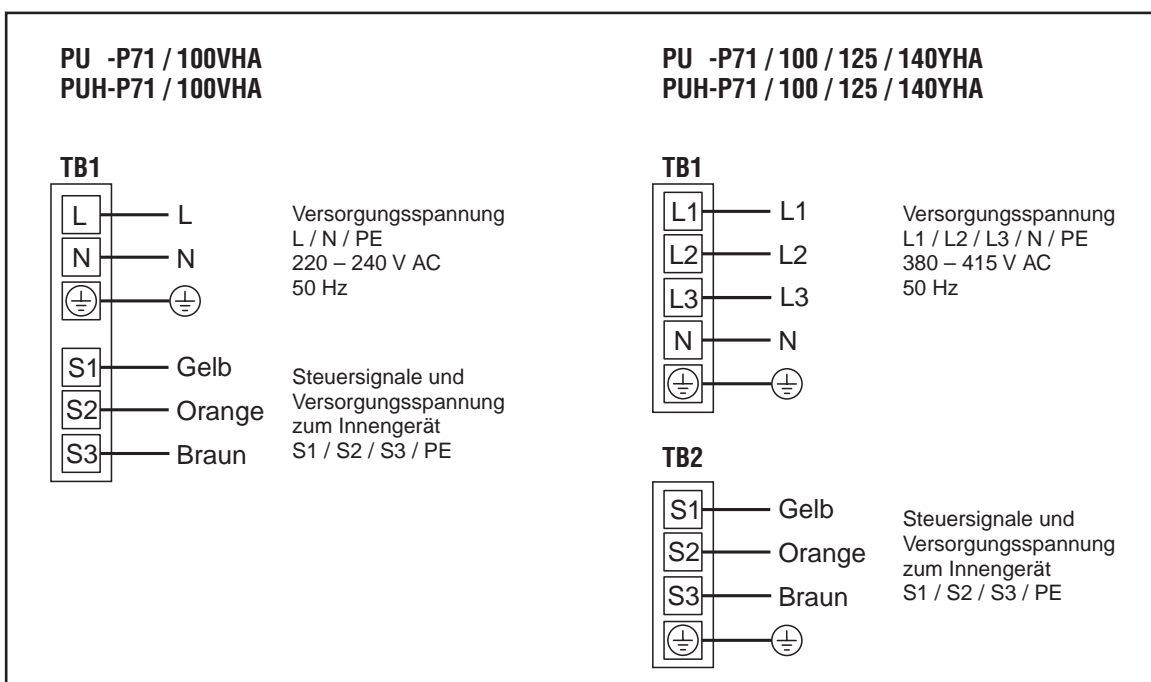 PU -P71 / 100VHA
PUH-P71 / 100VHA
TB1
L L
N N
Versorgungsspannung
L / N / PE
220 – 240 V AC
50 Hz
S1 Gelb
S2 Orange
S3 Braun
Steuersignale und
Versorgungsspannung
zum Innengerät
S1 / S2 / S3 / PE
PU -P71 / 100 / 125 / 140YHA
PUH-P71 / 100 / 125 / 140YHA
TB1
L1 L1
L2 L2
L3 L3
N N
Versorgungsspannung
L1 / L2 / L3 / N / PE
380 – 415 V AC
50 Hz
TB2
S1 Gelb
S2 Orange
S3 Braun
Steuersignale und
Versorgungsspannung
zum Innengerät
S1 / S2 / S3 / PE